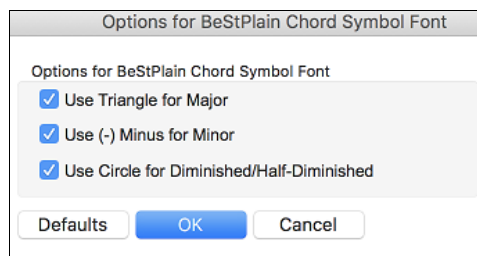 Options for BeStPlain Chord Symbol Font
Options for BeStPlain Chord Symbol Font
Use Triangle for Major
Use (-) Minus for Minor
Use Circle for Diminished/Half-Diminished
Defaults OK Cancel